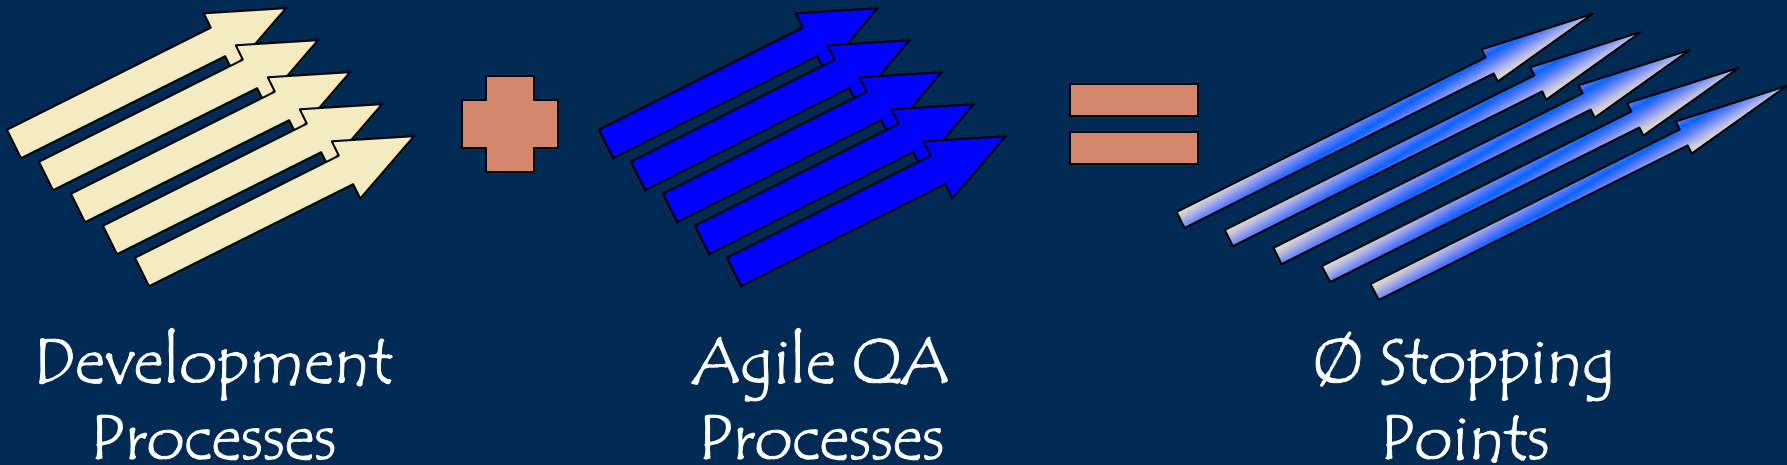 Development
Processes
Agile QA
Processes
Ø Stopping
Points